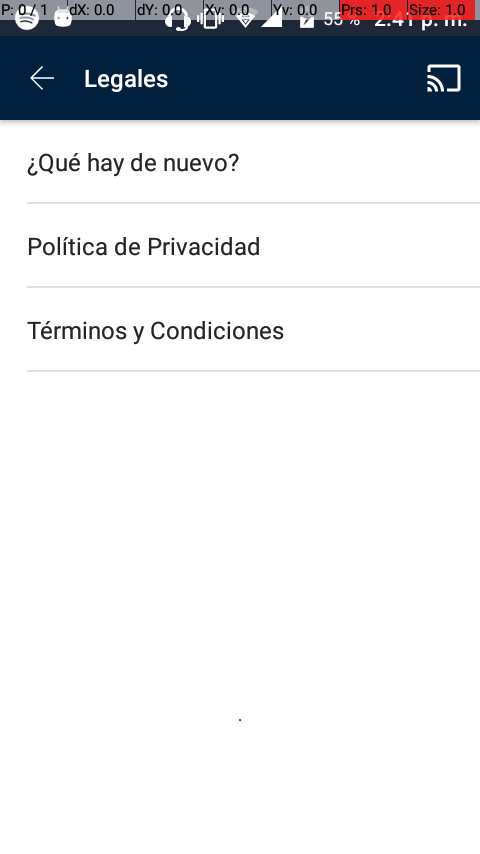 P: 0 / 1 dX: 0.0 dY: 0.0 Xv: 0.0 Yv: 0.0 Prs: 1.0 Size: 1.0
55 % 2:41 p. m.
Legales
¿Qué hay de nuevo?
Política de Privacidad
Términos y Condiciones